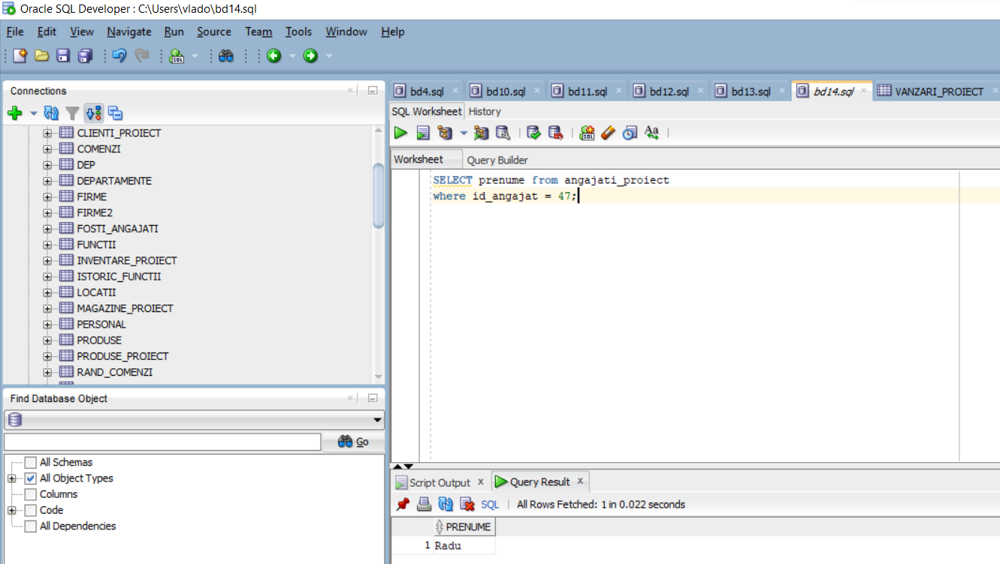 Oracle SQL Developer : C:\Users\vlado\bd14.sql
File Edit View Navigate Run Source Team Tools Window Help
SQL
Connections
SQL
CLIENTI_PROIECT
COMENZI
DEP
DEPARTAMENTE
FIRME
FIRME2
FOSTI_ANGAJATI
FUNCTII
INVENTARE_PROIECT
ISTORIC_FUNCTII
LOCATII
MAGAZINE_PROIECT
PERSONAL
PRODUSE
PRODUSE_PROIECT
RAND_COMENZI
Find Database Object
Go
All Schemas
All Object Types
Columns
Code
All Dependencies
bd4.sql bd10.sql bd11.sql bd12.sql bd13.sql bd14.sql VANZARI_PROIECT
SQL Worksheet History
Aa
Worksheet Query Builder
SELECT prenume from angajati_proiect
where id_angajat = 47;
Script Output x Query Result x
SQL | All Rows Fetched: 1 in 0.022 seconds
PRENUME
1 Radu